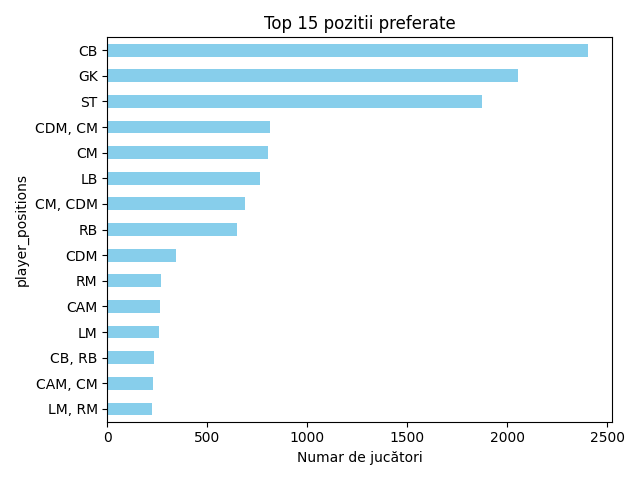 Top 15 pozitii preferate
player_positions
CB
GK
ST
CDM, CM
CM
LB
CM, CDM
RB
CDM
RM
CAM
LM
CB, RB
CAM, CM
LM, RM
0 500 1000 1500 2000 2500
Numar de jucători